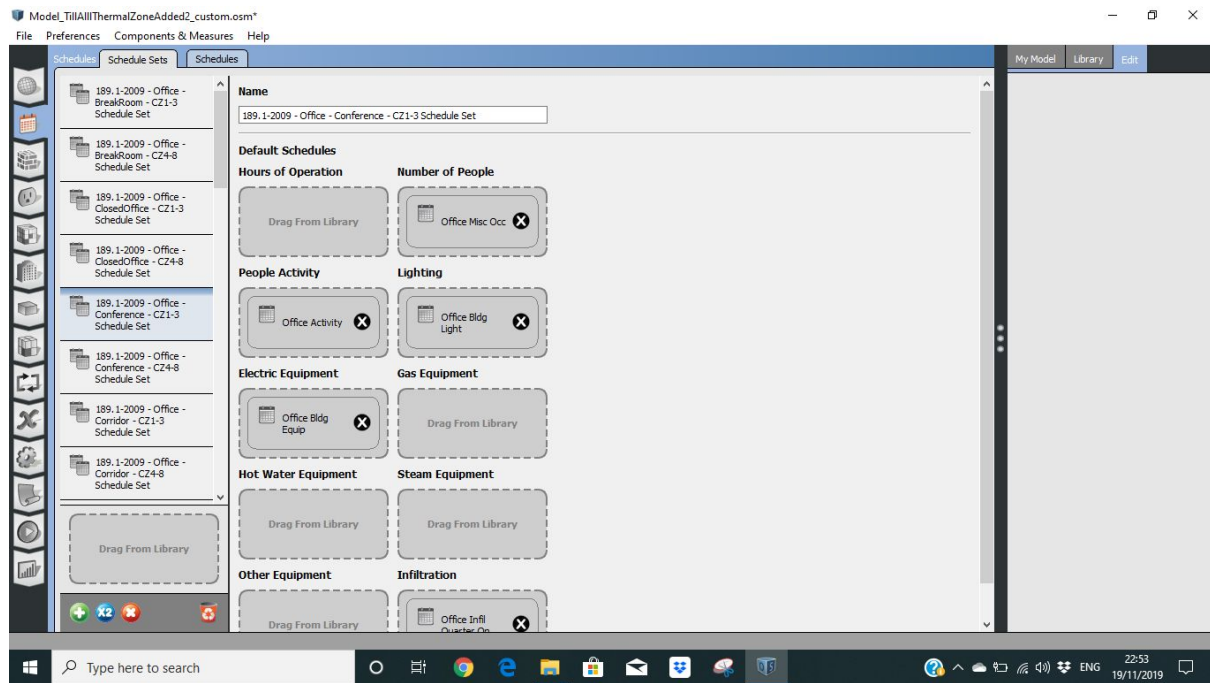 Model_TillAllIThermalZoneAdded2_custom.osm*
File Preferences Components & Measures Help
Schedules Schedule Sets Schedules
My Model Library Edit
189.1-2009 - Office -
BreakRoom - CZ1-3
Schedule Set
189.1-2009 - Office -
BreakRoom - CZ4-8
Schedule Set
189.1-2009 - Office -
ClosedOffice - CZ1-3
Schedule Set
189.1-2009 - Office -
ClosedOffice - CZ4-8
Schedule Set
189.1-2009 - Office -
Conference - CZ1-3
Schedule Set
189.1-2009 - Office -
Conference - CZ4-8
Schedule Set
189.1-2009 - Office -
Corridor - CZ1-3
Schedule Set
189.1-2009 - Office -
Corridor - CZ4-8
Schedule Set
Drag From Library
X2
Name
189.1-2009 - Office - Conference - CZ1-3 Schedule Set
Default Schedules
Hours of Operation Number of People
Drag From Library Office Misc Occ
People Activity Lighting
Office Activity Office Bldg
Light
Electric Equipment Gas Equipment
Office Bldg
Equip
Drag From Library
Hot Water Equipment Steam Equipment
Drag From Library Drag From Library
Other Equipment Infiltration
Drag From Library Office Infil
Quarter On
Type here to search
ENG
22:53
19/11/2019